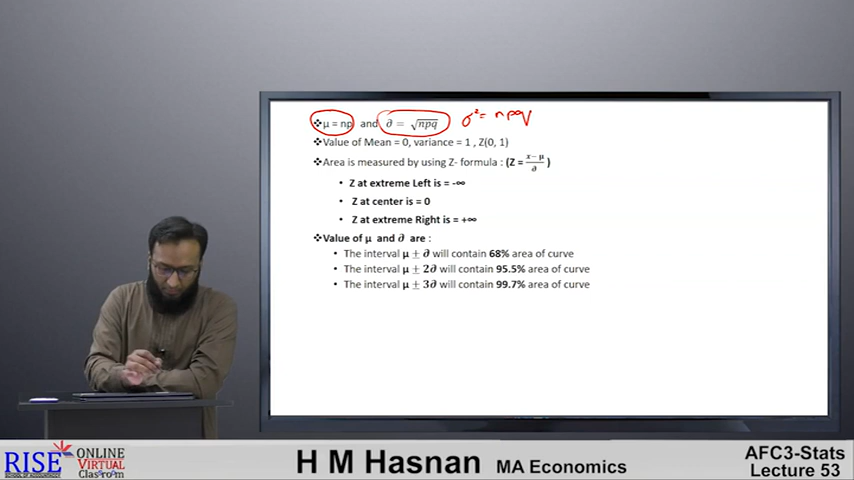 ❖μ = np and ∂ = √npq σ² = npq
❖Value of Mean = 0, variance = 1 , Z(0, 1)
❖Area is measured by using Z- formula : (Z = x−μ/∂ )
• Z at extreme Left is = -∞
• Z at center is = 0
• Z at extreme Right is = +∞
❖Value of μ and ∂ are :
• The interval μ ± ∂ will contain 68% area of curve
• The interval μ ± 2∂ will contain 95.5% area of curve
• The interval μ ± 3∂ will contain 99.7% area of curve
RISE
SCHOOL OF ACCOUNTANCY
ONLINE
VIRTUAL
Classroom
H M Hasnan MA Economics
AFC3-Stats
Lecture 53